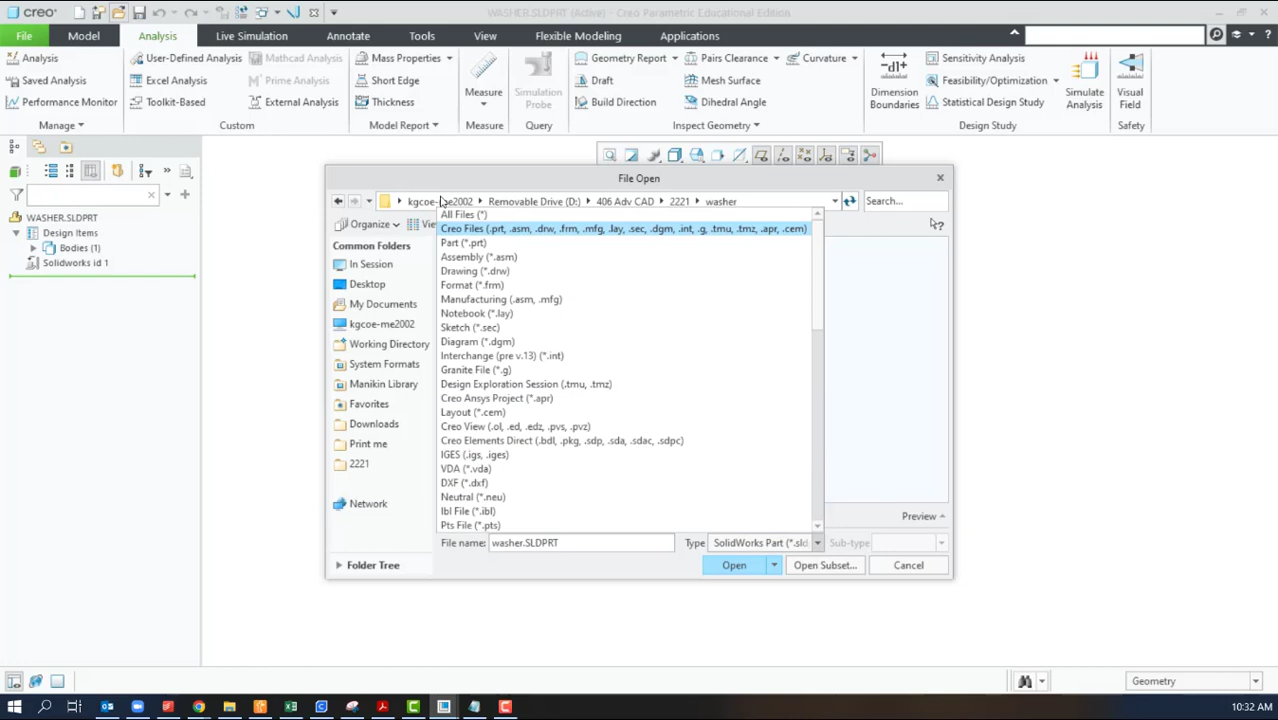 creo WASHER.SLDPRT (Active) - Creo Parametric Educational Edition
File Model Analysis Live Simulation Annotate Tools View Flexible Modeling Applications
Analysis User-Defined Analysis Mathcad Analysis Mass Properties Geometry Report Pairs Clearance Curvature Sensitivity Analysis
Saved Analysis Excel Analysis Prime Analysis Short Edge Draft Mesh Surface Feasibility/Optimization
Performance Monitor Toolkit-Based External Analysis Thickness Measure Simulation Probe Build Direction Dihedral Angle Dimension Boundaries Statistical Design Study Simulate Analysis Visual Field
Manage Custom Model Report Measure Query Inspect Geometry Design Study Safety
WASHER.SLDPRT
Design Items
Bodies (1)
Solidworks id 1
File Open
kgcoe-me2002 Removable Drive (D:) 406 Adv CAD 2221 washer Search...
Organize Vie
Common Folders
In Session
Desktop
My Documents
kgcoe-me2002
Working Directory
System Formats
Manikin Library
Favorites
Downloads
Print me
2221
Network
Folder Tree
All Files (*)
Creo Files (.prt, .asm, .drw, .frm, .mfg, .lay, .sec, .dgm, .int, .g, .tmu, .tmz, .apr, .cem)
Part (*.prt)
Assembly (*.asm)
Drawing (*.drw)
Format (*.frm)
Manufacturing (.asm, .mfg)
Notebook (*.lay)
Sketch (*.sec)
Diagram (*.dgm)
Interchange (pre v.13) (*.int)
Granite File (*.g)
Design Exploration Session (.tmu, .tmz)
Creo Ansys Project (*.apr)
Layout (*.cem)
Creo View (.ol, .ed, .edz, .pvs, .pvz)
Creo Elements Direct (.bdl, .pkg, .sdp, .sda, .sdac, .sdpc)
IGES (.igs, .iges)
VDA (*.vda)
DXF (*.dxf)
Neutral (*.neu)
Ibl File (*.ibl)
Pts File (*.pts)
Preview
File name: washer.SLDPRT Type SolidWorks Part (*.sld Sub-type
Open Open Subset... Cancel
Geometry
10:32 AM